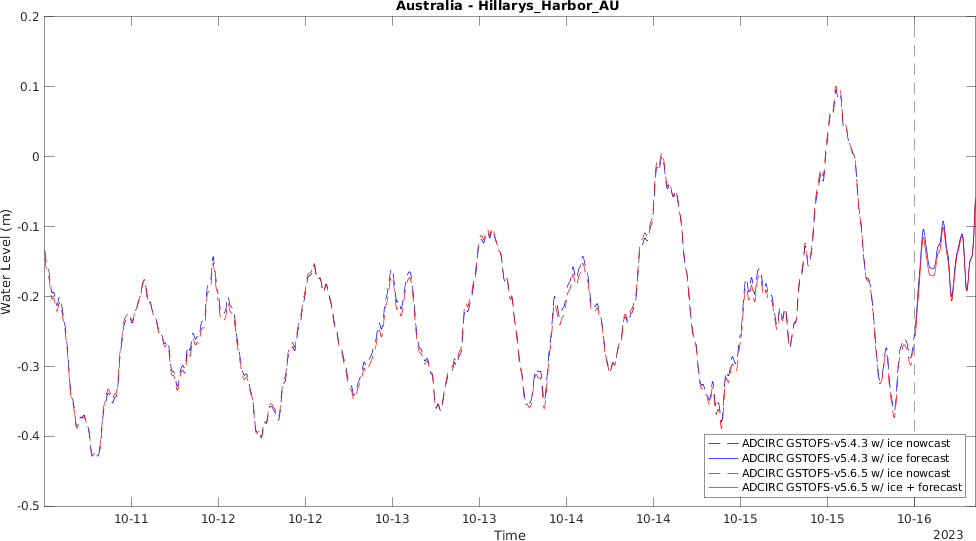 Australia - Hillarys_Harbor_AU
0.2
0.1
0
-0.1
-0.2
-0.3
-0.4
-0.5
Water Level (m)
ADCIRC GSTOFS-v5.4.3 w/ ice nowcast
ADCIRC GSTOFS-v5.4.3 w/ ice forecast
ADCIRC GSTOFS-v5.6.5 w/ ice nowcast
ADCIRC GSTOFS-v5.6.5 w/ ice + forecast
10-11 10-12 10-12 10-13 10-13 10-14 10-14 10-15 10-15 10-16
Time
2023